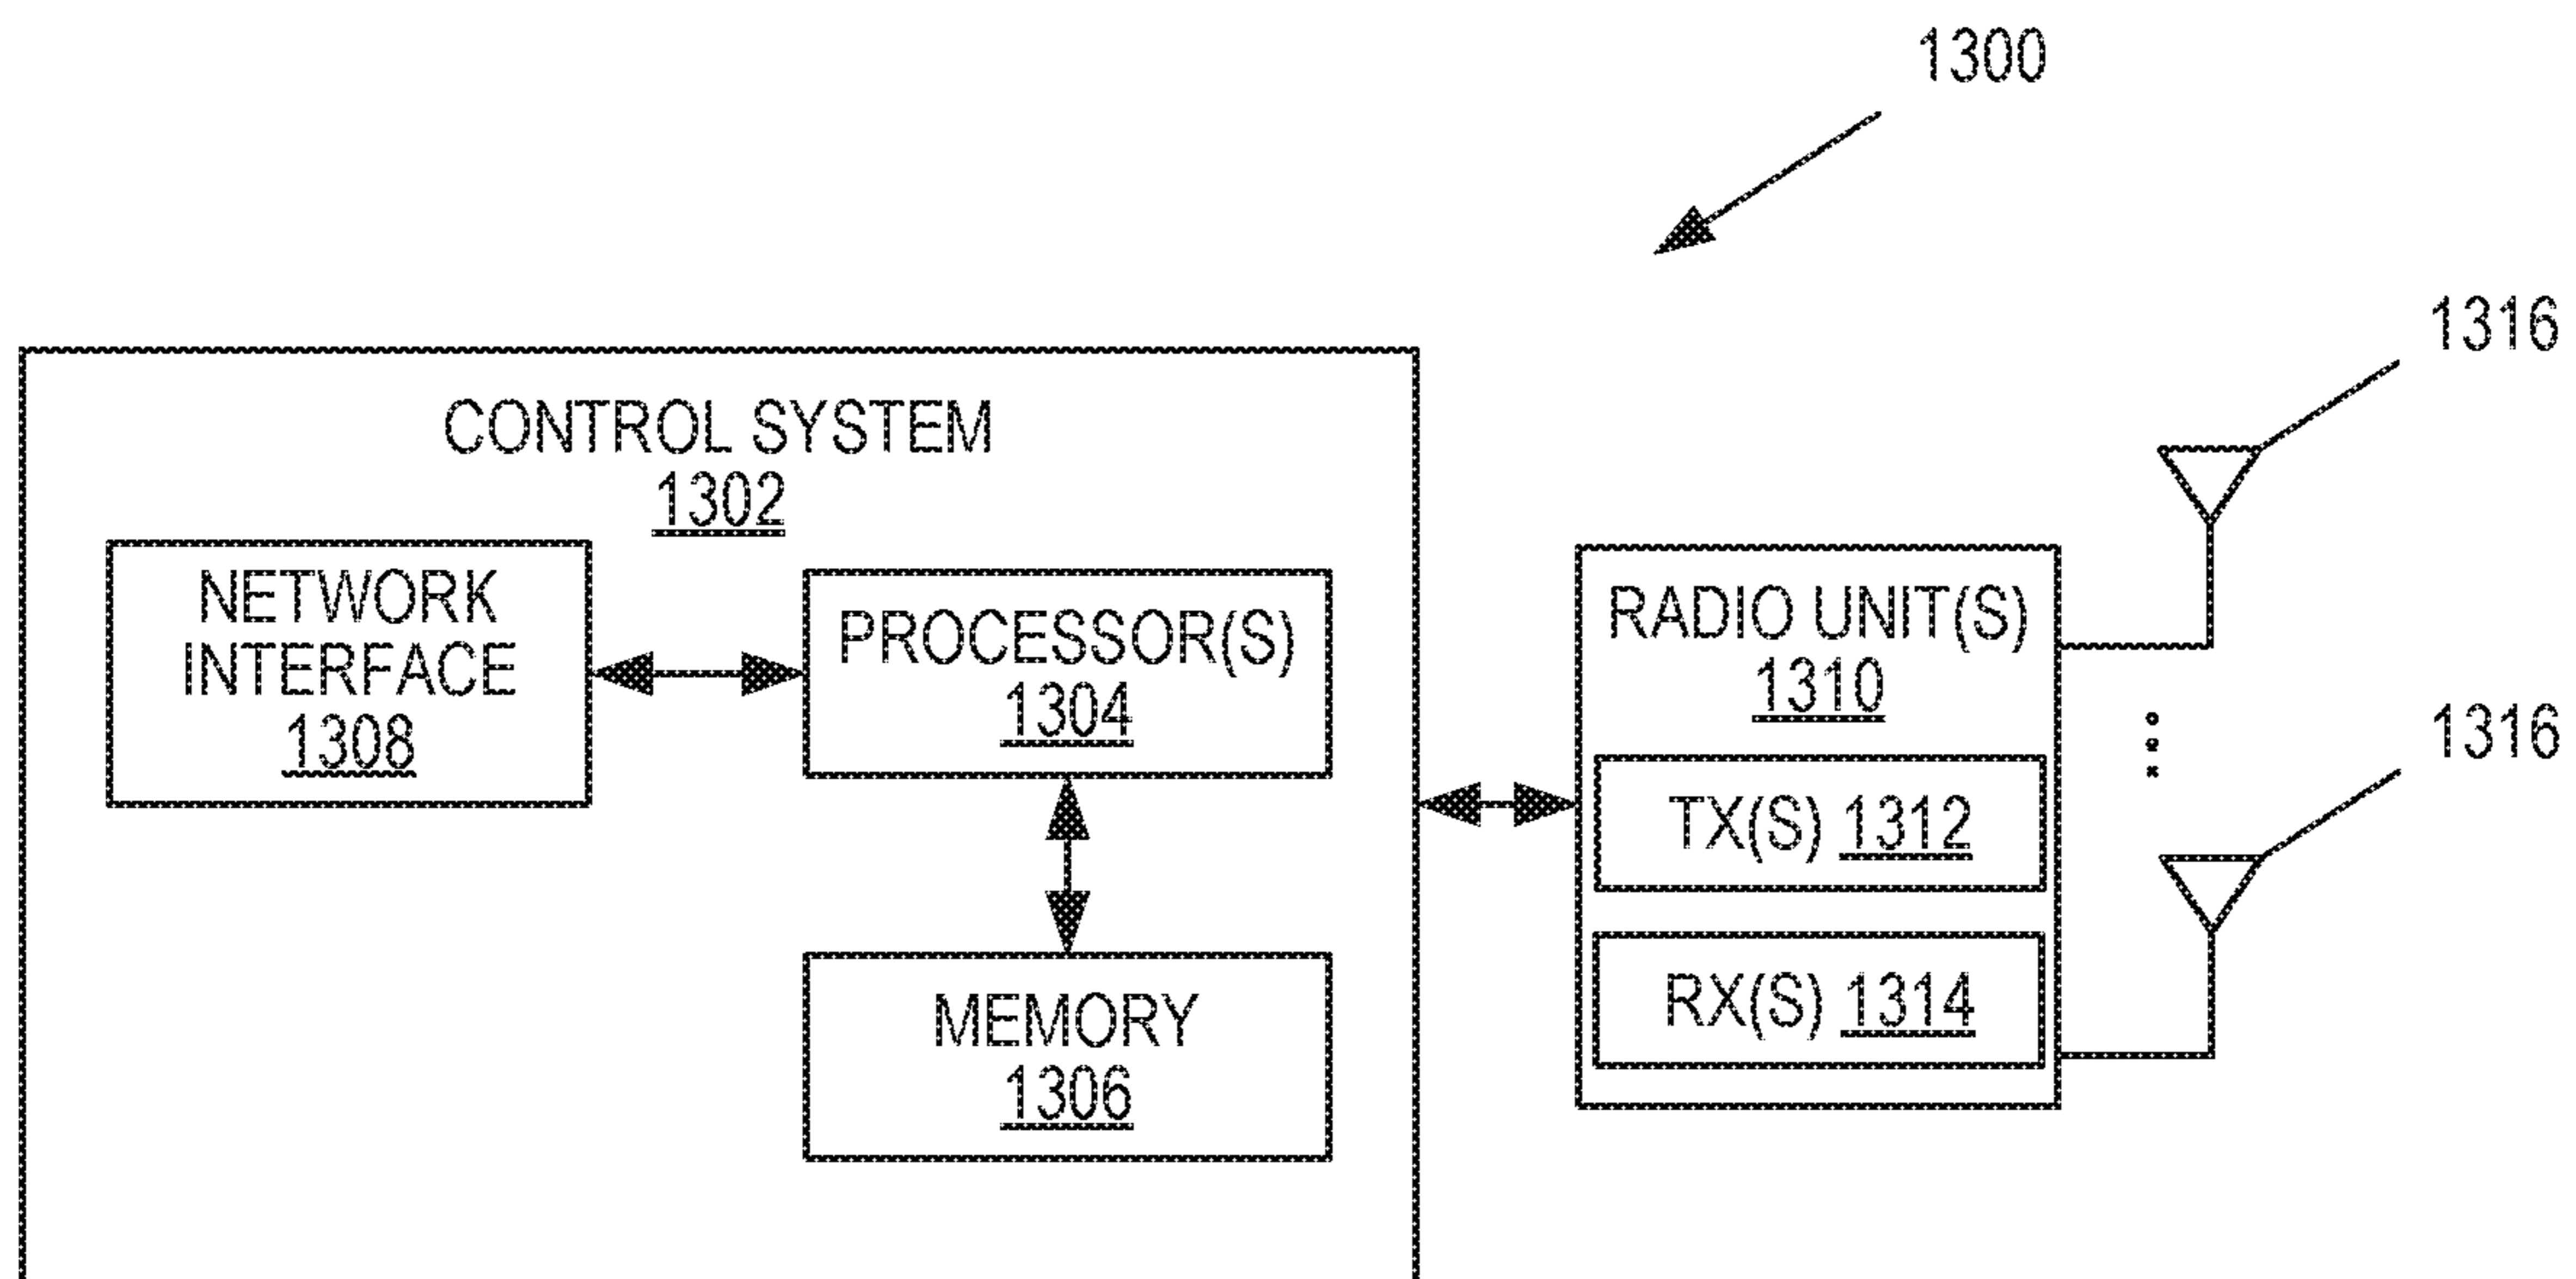 1300
1316
CONTROL SYSTEM
1302
NETWORK
INTERFACE
1308
PROCESSOR(S)
1304
MEMORY
1306
RADIO UNIT(S)
1310
TX(S) 1312
RX(S) 1314
1316